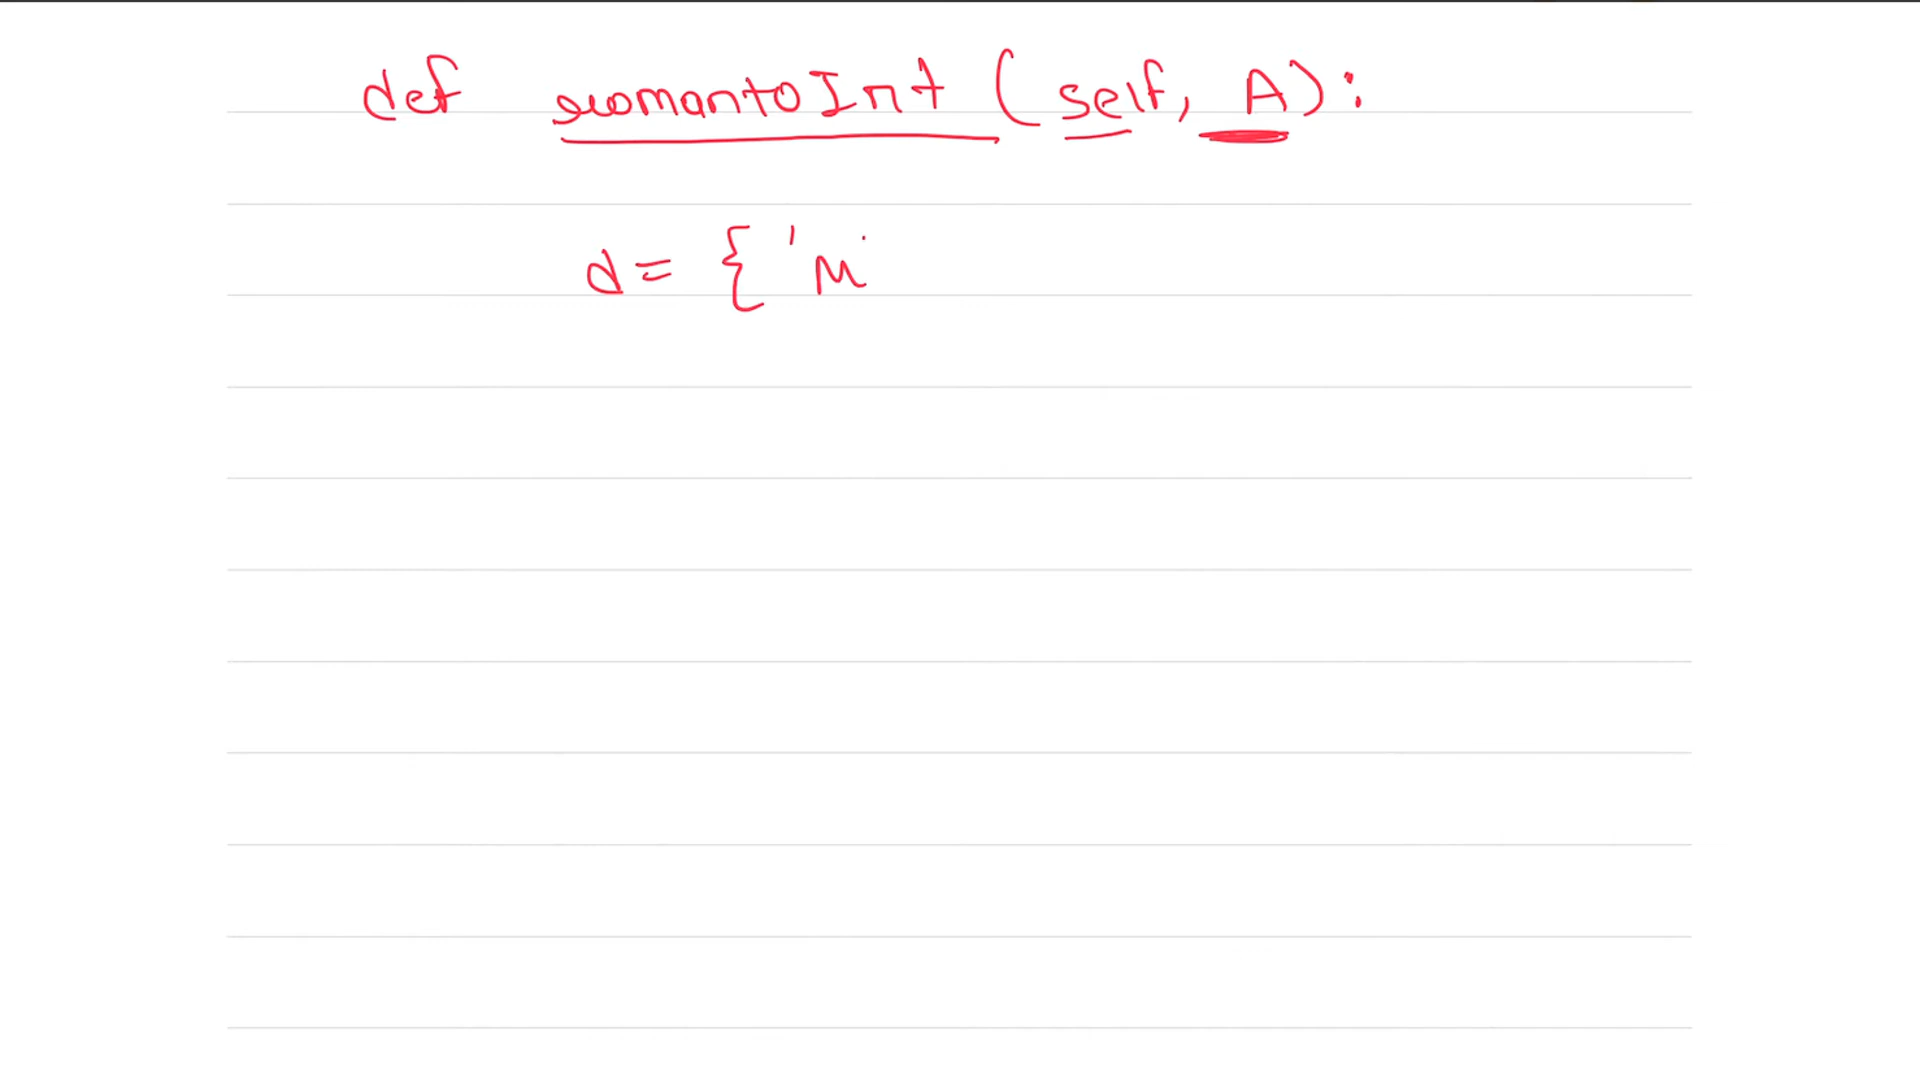 def romantoInt (self, A):
d = { 'M'